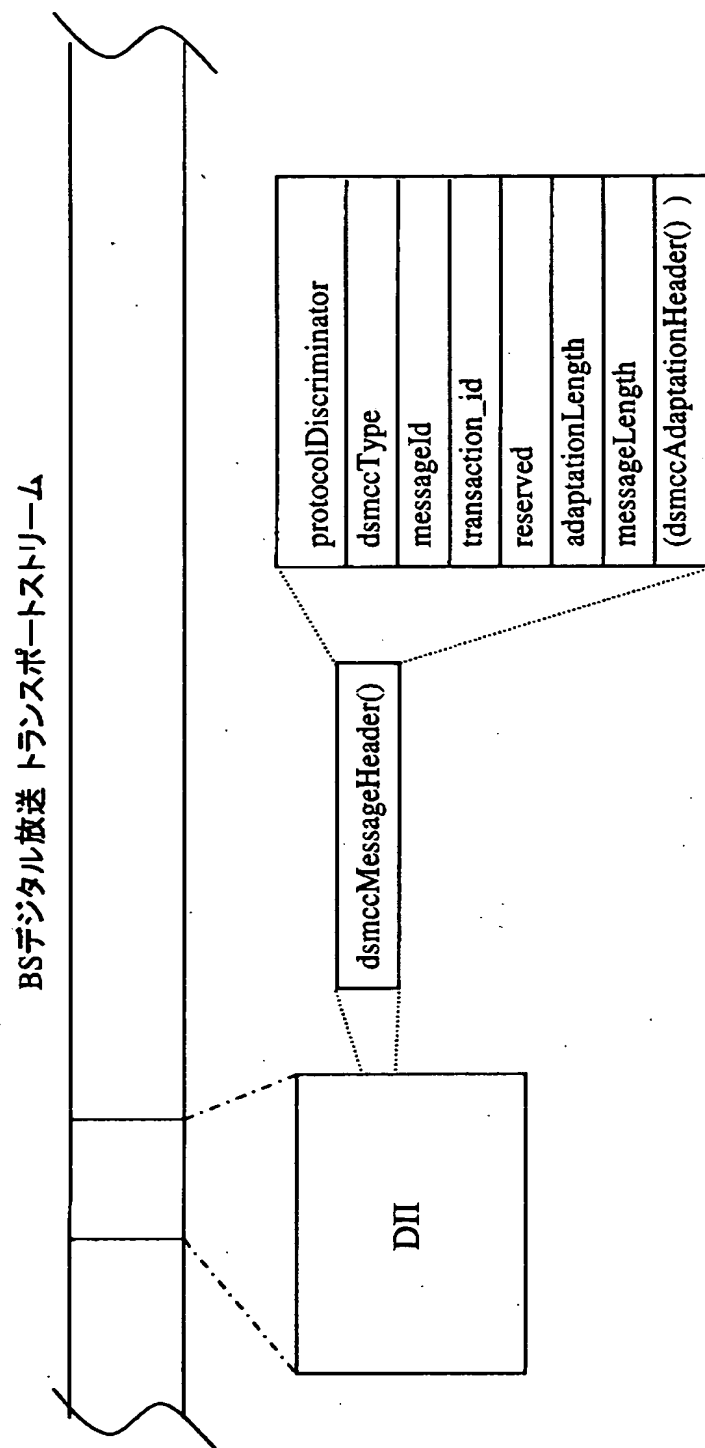 BSデジタル放送 トランスポートストリーム
DII
dsmccMessageHeader()
protocolDiscriminator
dsmccType
messageId
transaction_id
reserved
adaptationLength
messageLength
(dsmccAdaptationHeader() )